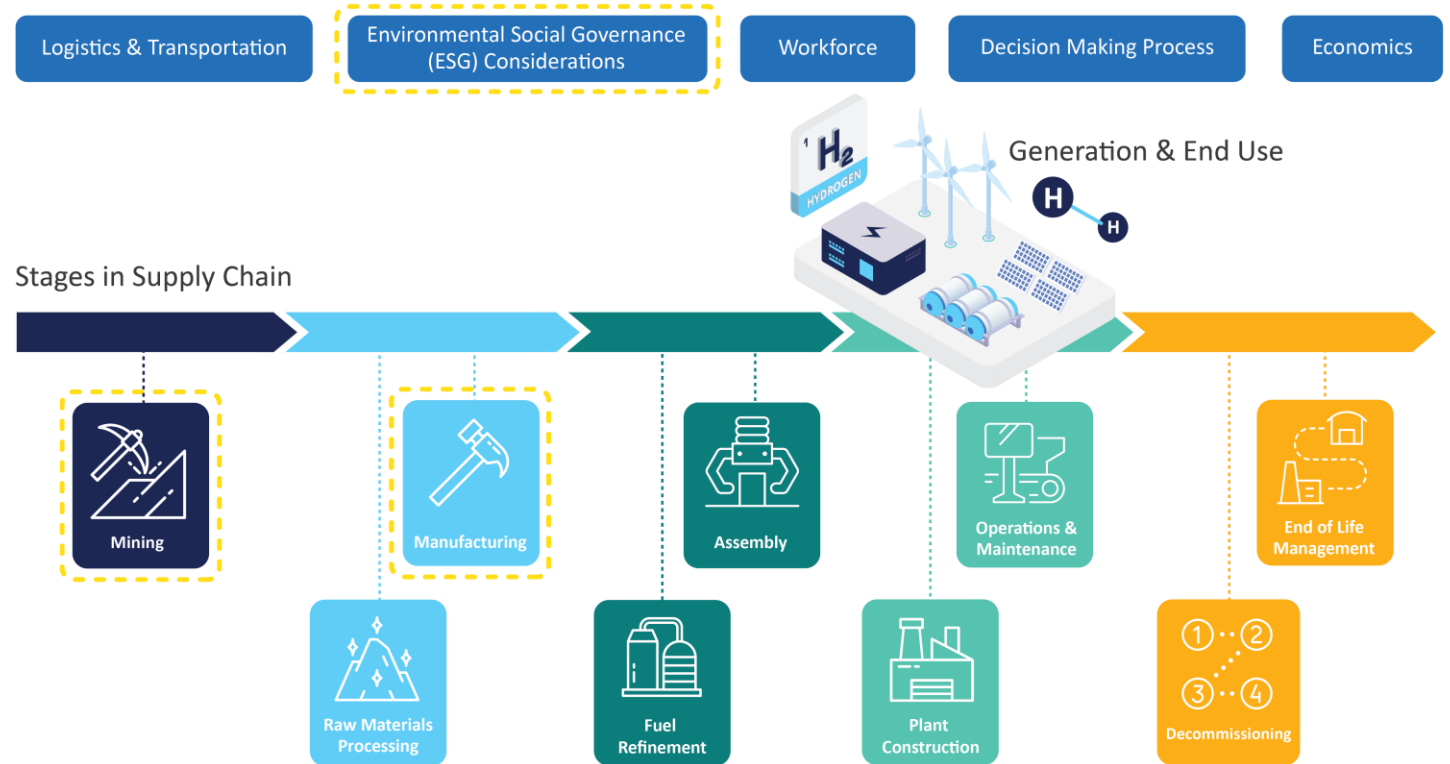 Logistics & Transportation
Environmental Social Governance
(ESG) Considerations
Workforce
Decision Making Process
Economics
1
H2
HYDROGEN
Generation & End Use
H
H
Stages in Supply Chain
Mining
Manufacturing
Assembly
Operations &
Maintenance
End of Life
Management
Raw Materials
Processing
Fuel
Refinement
Plant
Construction
1 2
3 4
Decommissioning